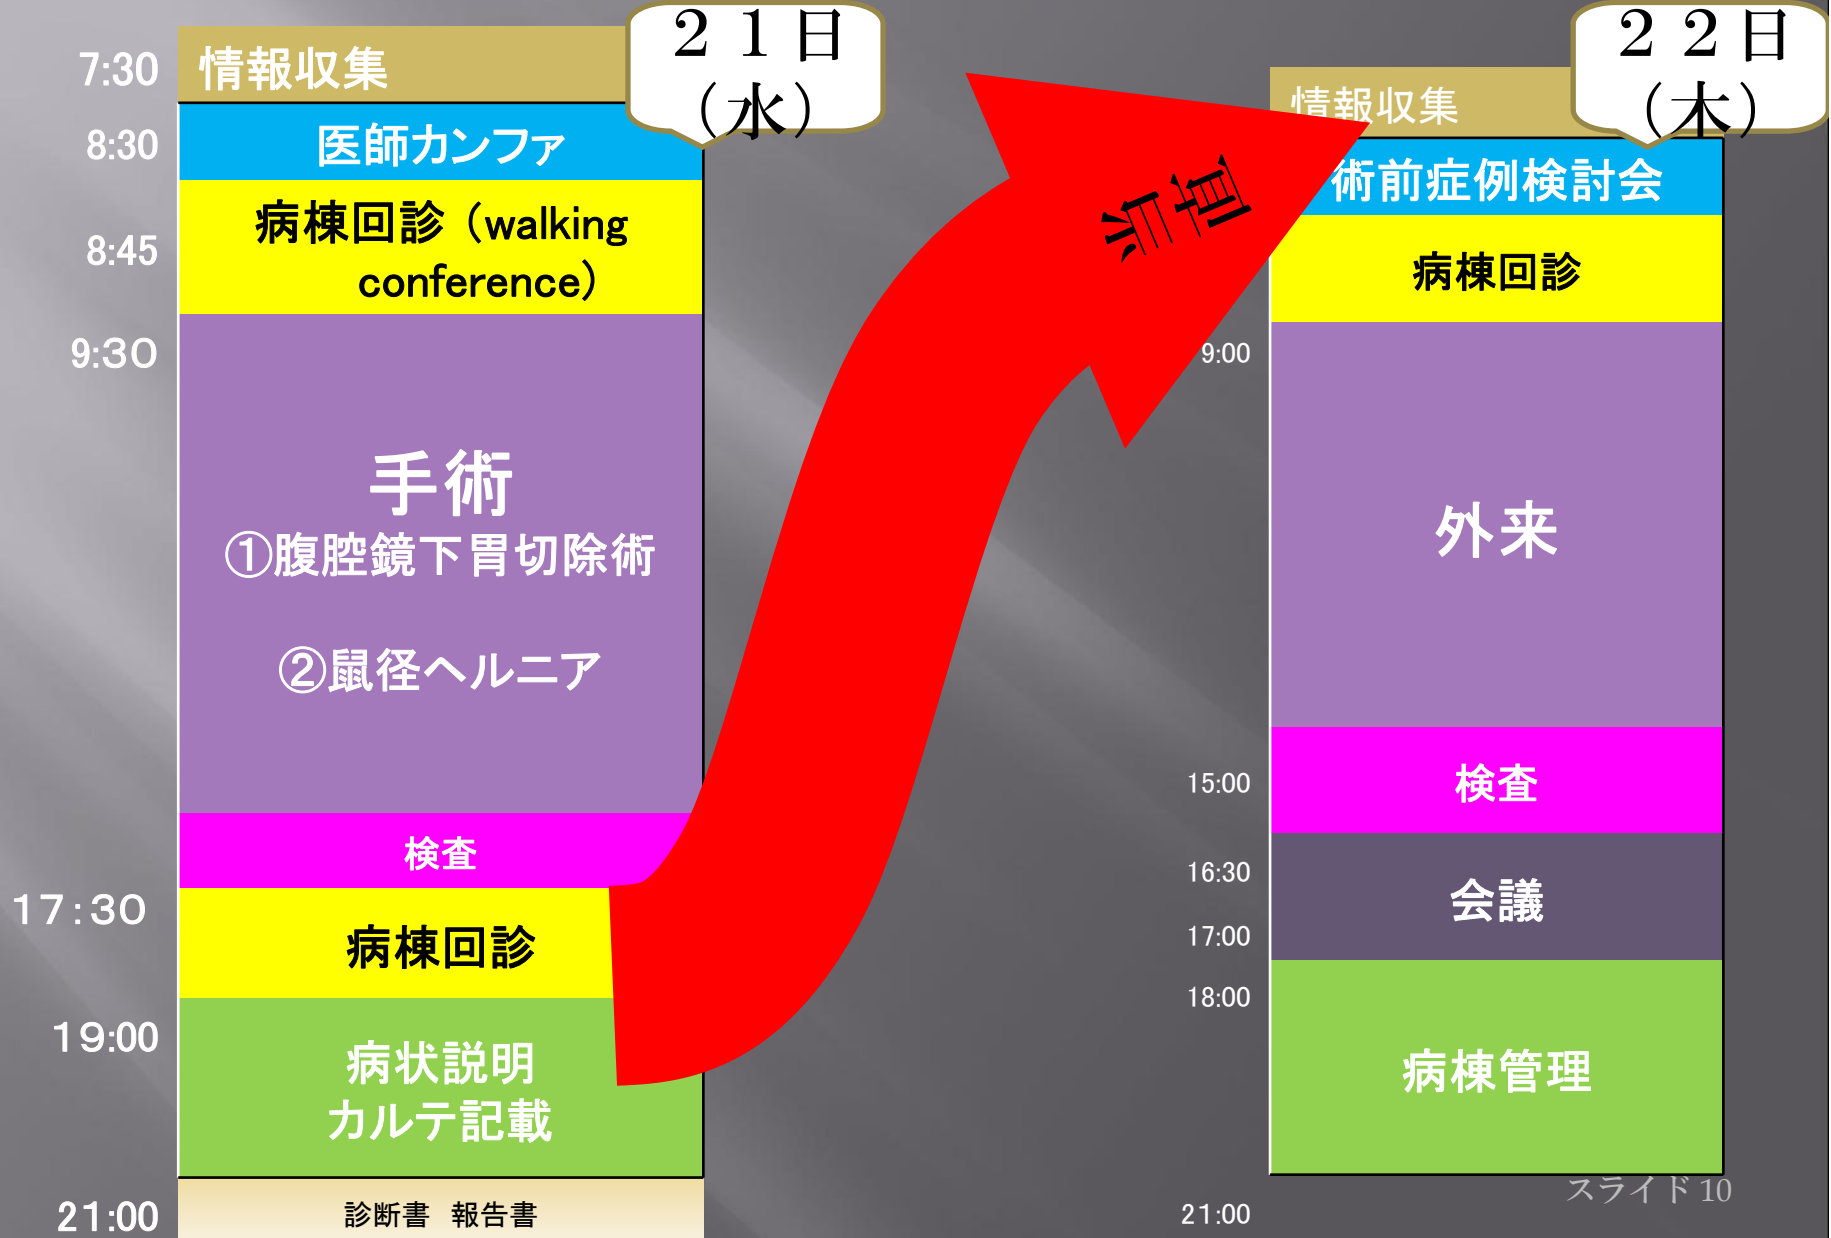 ２１日
（水）
7:30 情報収集
8:30 医師カンファ
8:45 病棟回診（walking
conference）
9:30
手術
①腹腔鏡下胃切除術
②鼠径ヘルニア
検査
17:30 病棟回診
19:00 病状説明
カルテ記載
21:00 診断書　報告書
当直
２２日
（木）
情報収集
術前症例検討会
病棟回診
9:00
外来
15:00 検査
16:30 会議
17:00
18:00
病棟管理
21:00
スライド 10